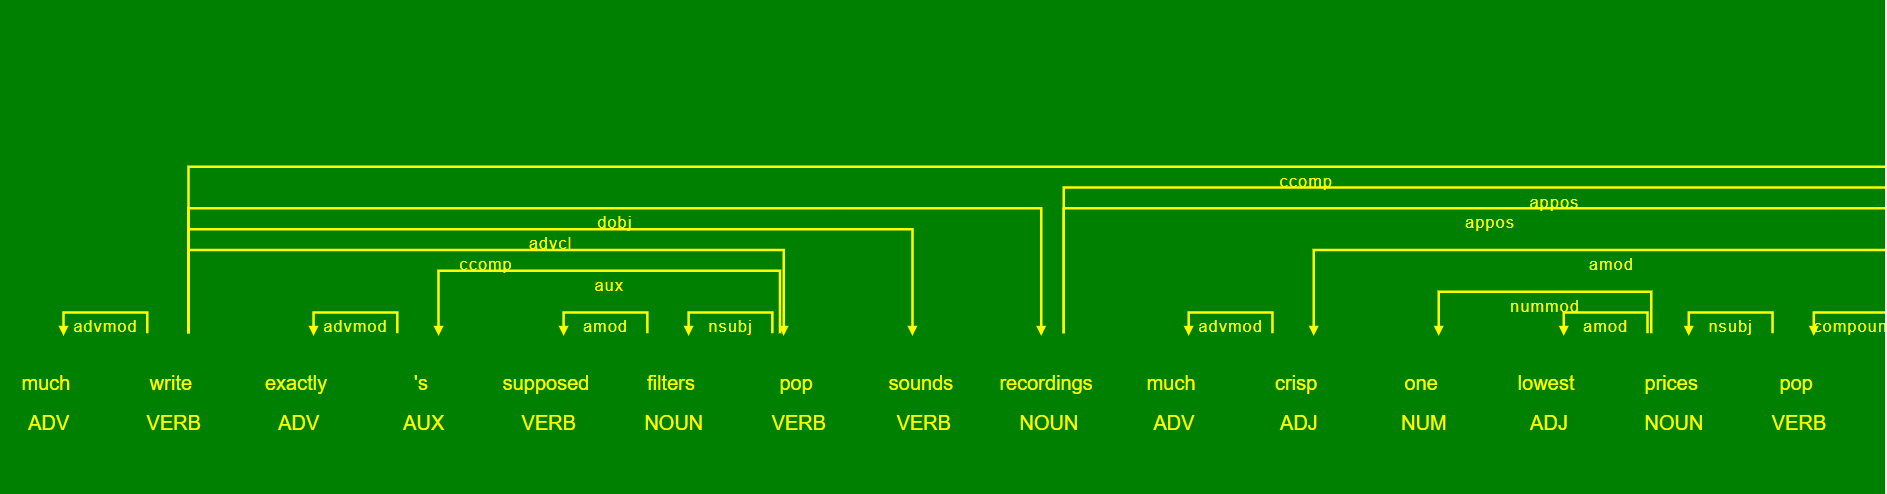 ccomp
appos
dobj appos
advcl
ccomp amod
aux
nummod
advmod advmod amod nsubj advmod amod nsubj compoun
much write exactly 's supposed filters pop sounds recordings much crisp one lowest prices pop
ADV VERB ADV AUX VERB NOUN VERB VERB NOUN ADV ADJ NUM ADJ NOUN VERB